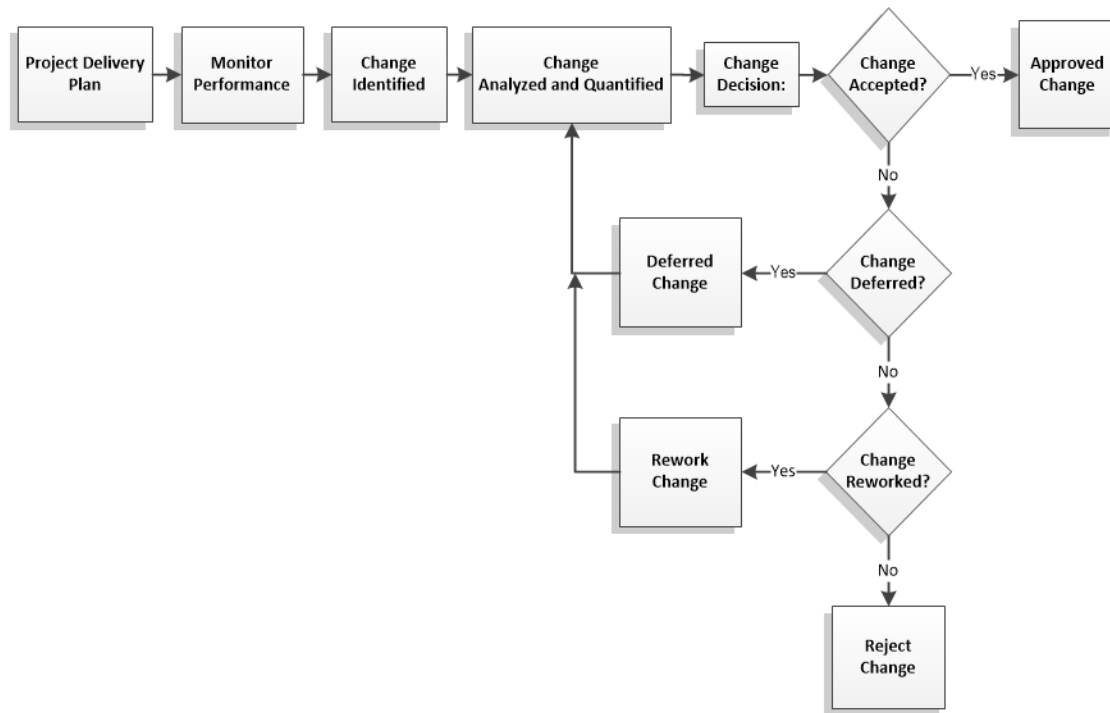 Project Delivery
Plan
Monitor
Performance
Change
Identified
Change
Analyzed and Quantified
Change
Decision:
Change
Accepted?
Yes
Approved
Change
No
Deferred
Change
Yes
Change
Deferred?
No
Rework
Change
Yes
Change
Reworked?
No
Reject
Change